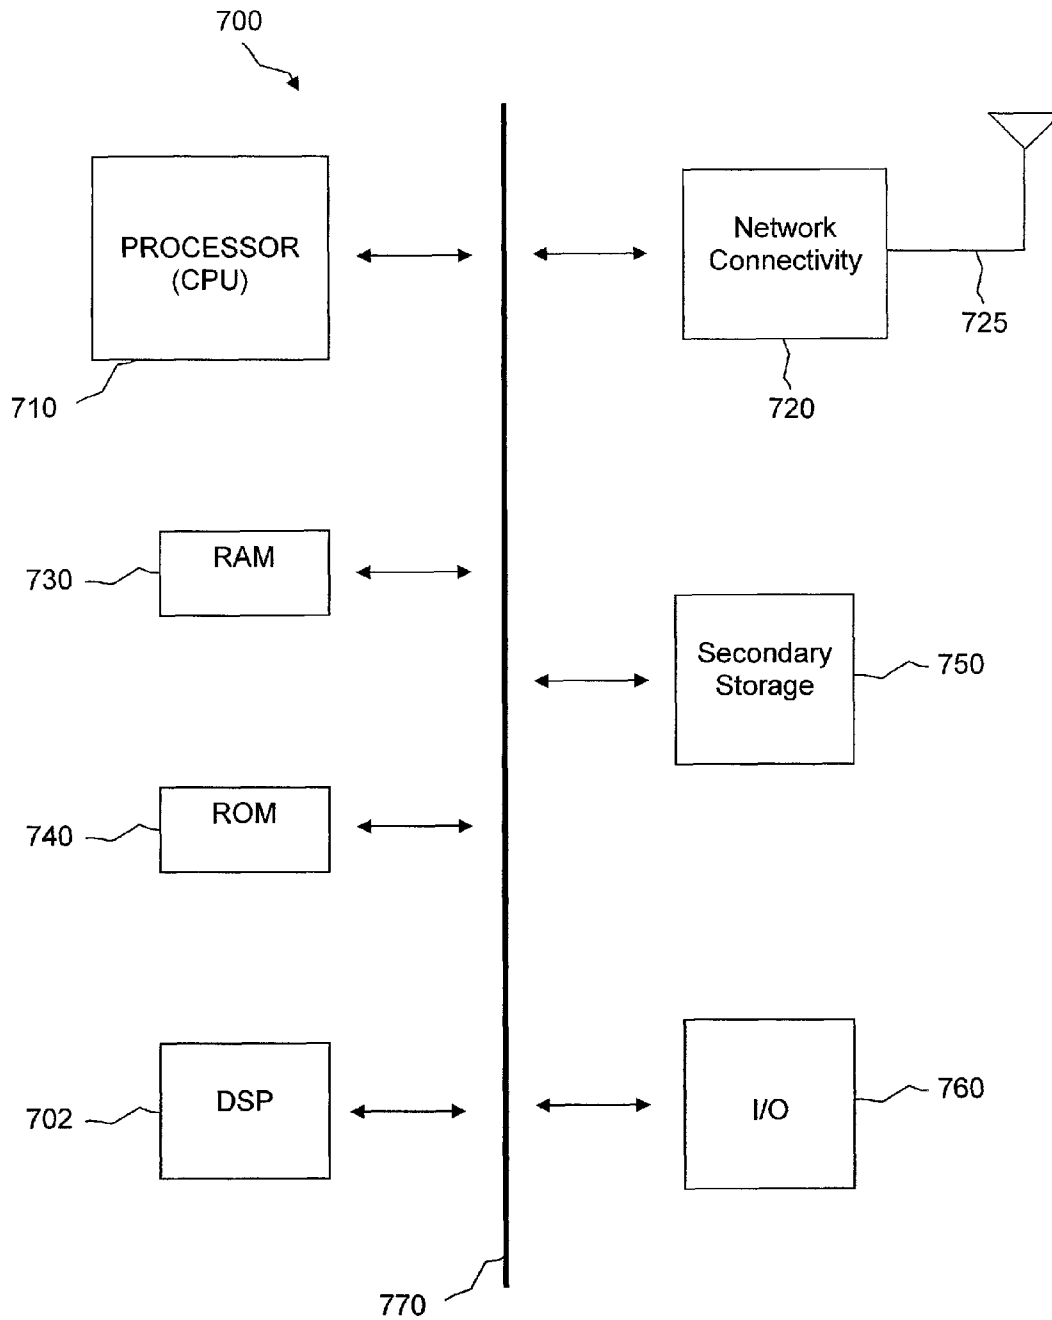 700
PROCESSOR
(CPU)
710
Network
Connectivity
725
720
RAM
730
Secondary
Storage
750
ROM
740
DSP
702
I/O
760
770